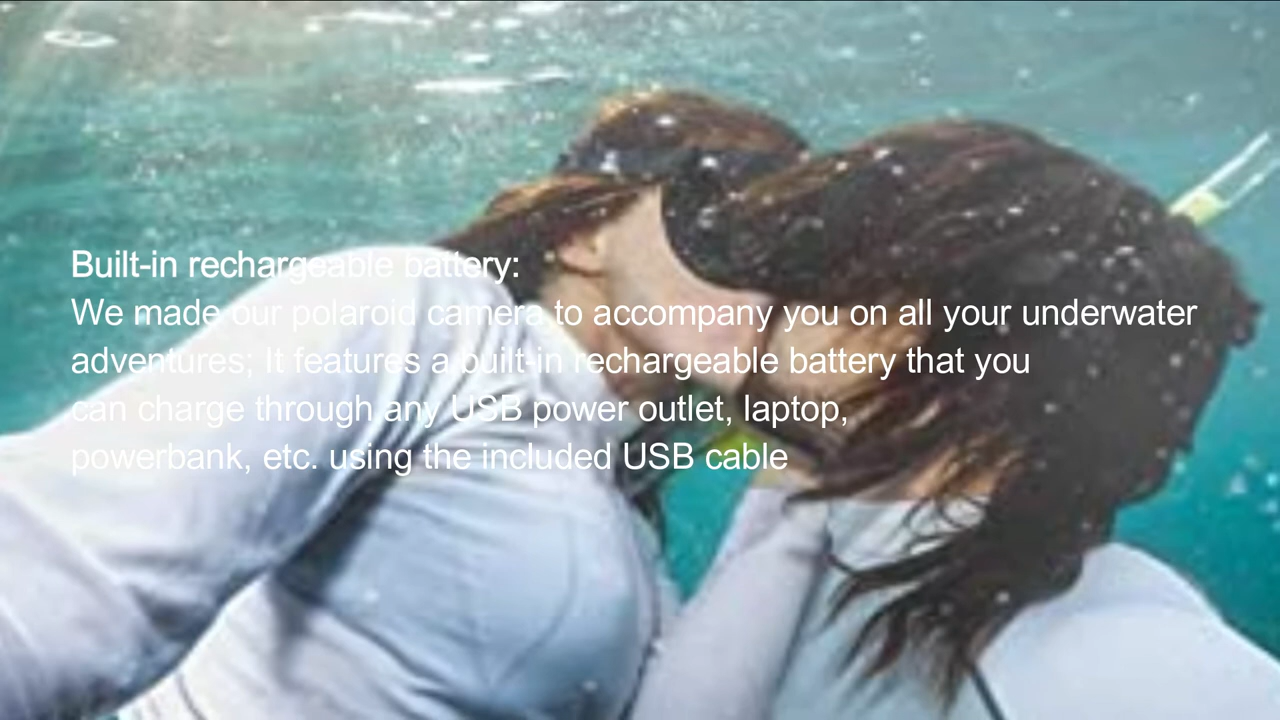 Built-in rechargeable battery:
We made our polaroid camera to accompany you on all your underwater
adventures; It features a built-in rechargeable battery that you
can charge through any USB power outlet, laptop,
powerbank, etc. using the included USB cable